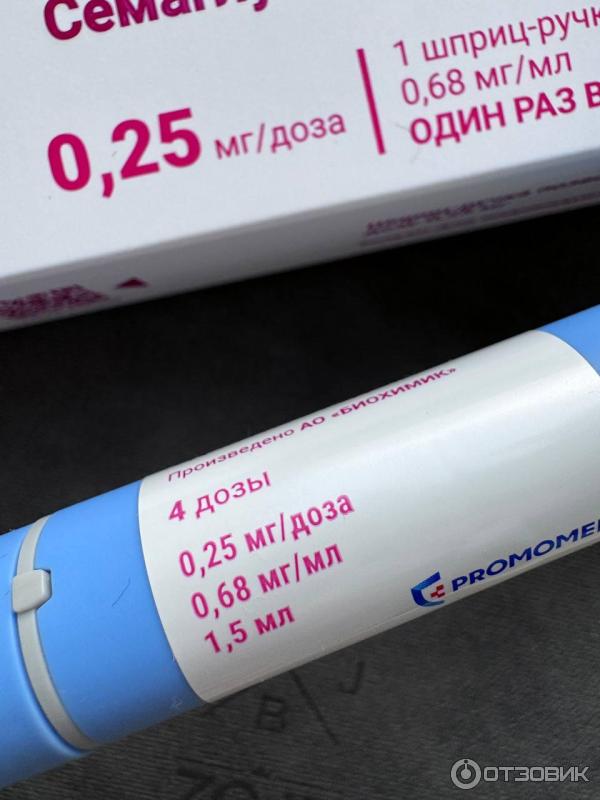 0,25 мг/доза
1 шприц-ручк
0,68 мг/мл
ОДИН РАЗ В
Произведено АО «БИОХИМИК»
4 дозы
0,25 мг/доза
0,68 мг/мл
1,5 мл
PROMOMED
B
J
ОТЗОВИК